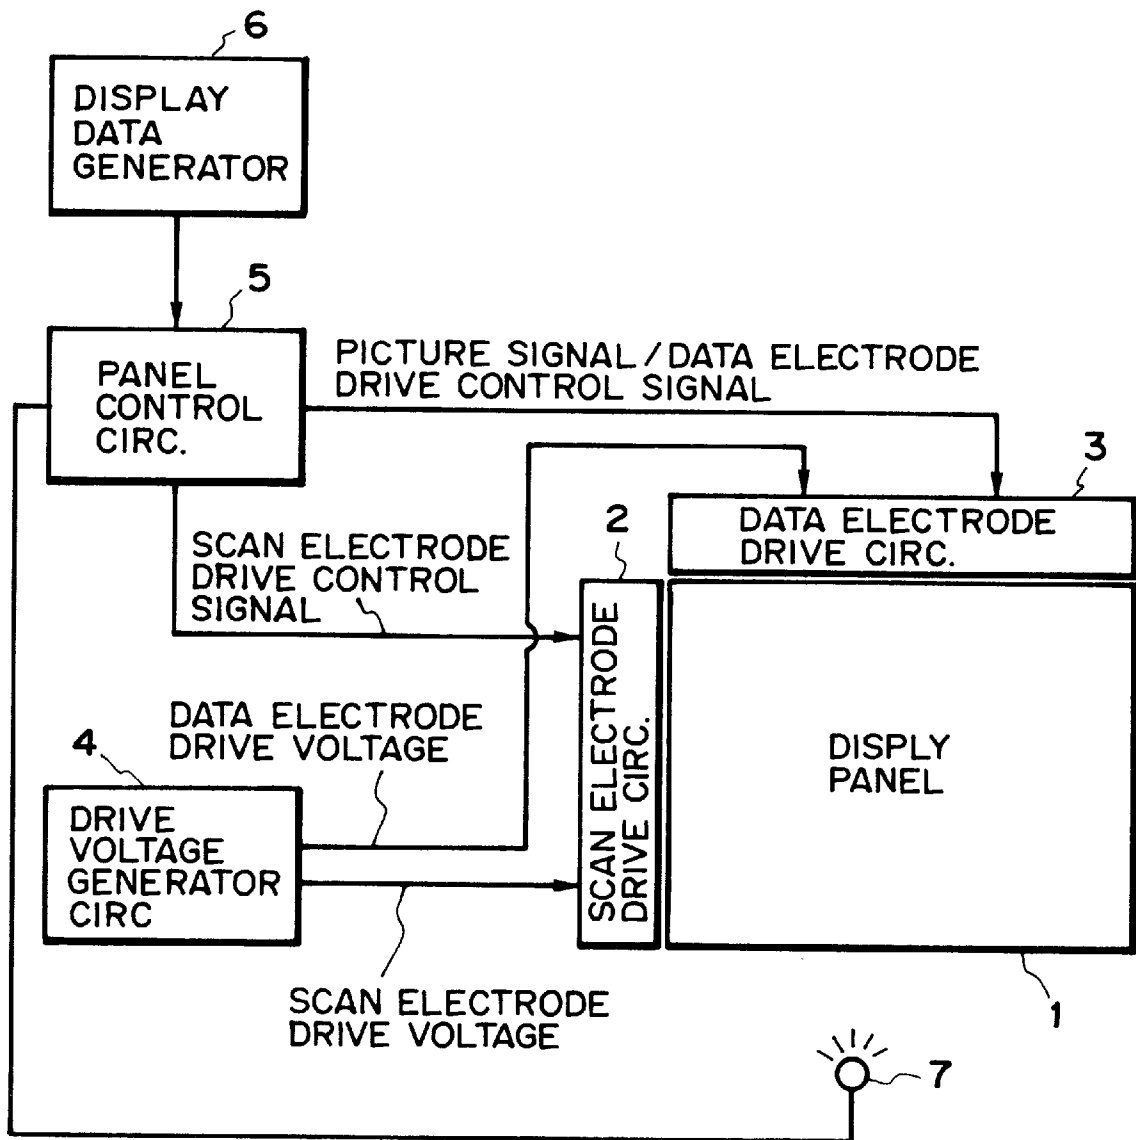 6
DISPLAY
DATA
GENERATOR
5
PANEL
CONTROL
CIRC.
PICTURE SIGNAL/DATA ELECTRODE
DRIVE CONTROL SIGNAL
3
DATA ELECTRODE
DRIVE CIRC.
2
SCAN ELECTRODE
DRIVE CONTROL
SIGNAL
SCAN ELECTRODE
DRIVE CIRC.
DATA ELECTRODE
DRIVE VOLTAGE
4
DRIVE
VOLTAGE
GENERATOR
CIRC
DISPLY
PANEL
SCAN ELECTRODE
DRIVE VOLTAGE
1
7